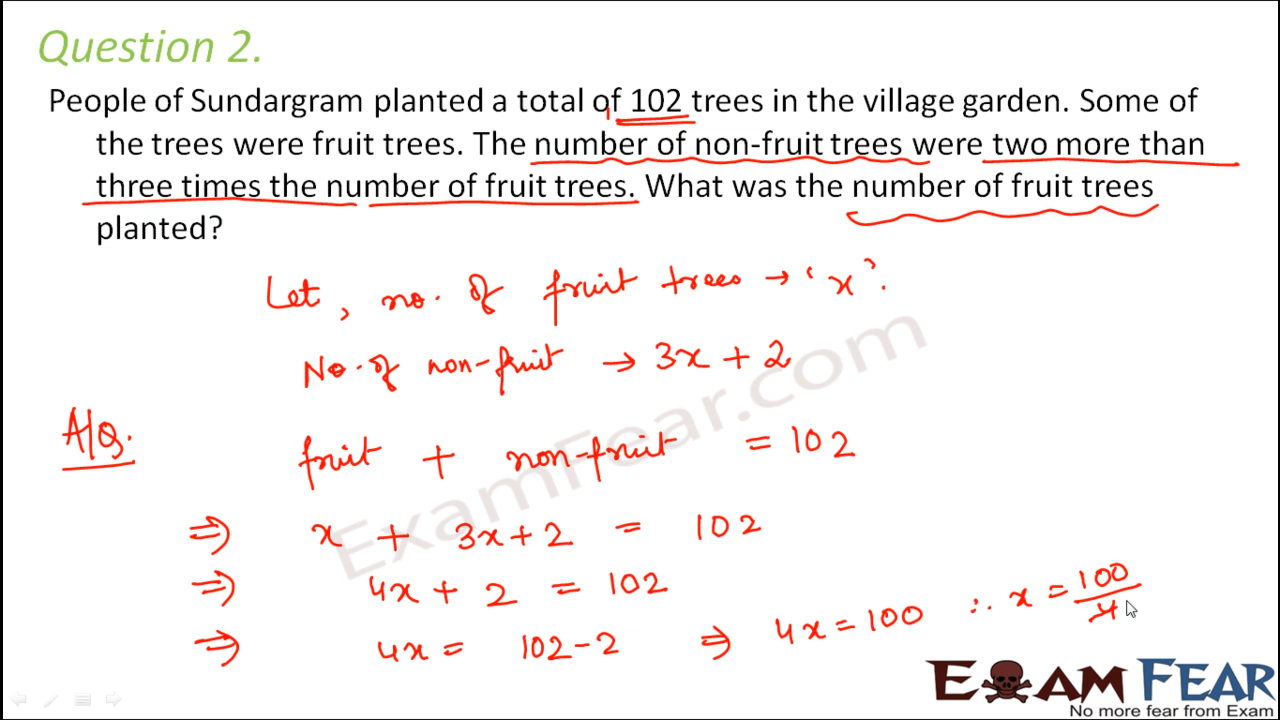 Question 2.
People of Sundargram planted a total of 102 trees in the village garden. Some of
the trees were fruit trees. The number of non-fruit trees were two more than
three times the number of fruit trees. What was the number of fruit trees
planted?
Let, no. of fruit trees → 'x'.
No. of non-fruit → 3x + 2
A/Q.
fruit + non-fruit = 102
⇒ x + 3x + 2 = 102
⇒ 4x + 2 = 102
⇒ 4x = 102 - 2 ⇒ 4x = 100 ∴ x = 100/4
ExamFear.com
EXAM FEAR
No more fear from Exam